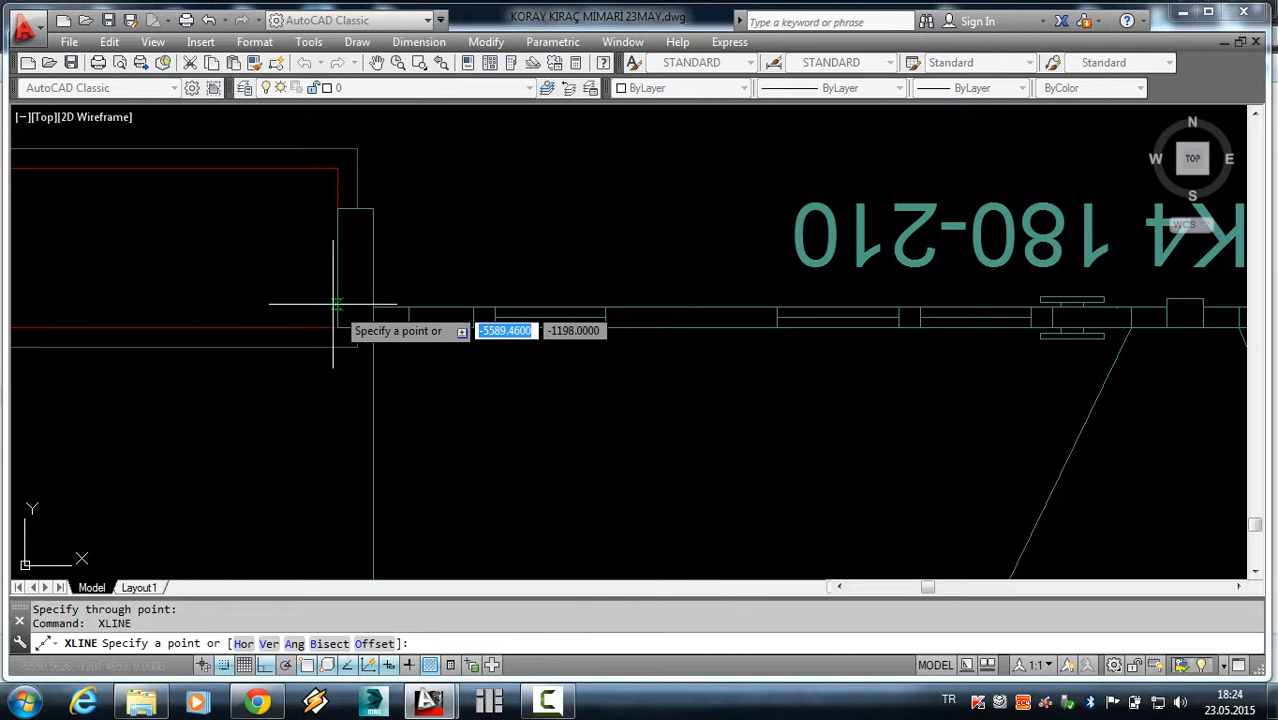 AutoCAD Classic
KORAY KIRAÇ MİMARİ 23MAY.dwg
Type a keyword or phrase
Sign In
File Edit View Insert Format Tools Draw Dimension Modify Parametric Window Help Express
STANDARD STANDARD Standard Standard
AutoCAD Classic 0 ByLayer ByLayer ByLayer ByColor
[−][Top][2D Wireframe]
N
W TOP E
S
WCS
K4 180-210
Specify a point or -5589.4600 -1198.0000
Y
X
Model Layout1
Specify through point:
Command: XLINE
XLINE Specify a point or [Hor Ver Ang Bisect Offset]:
MODEL 1:1
TR 18:24
23.05.2015